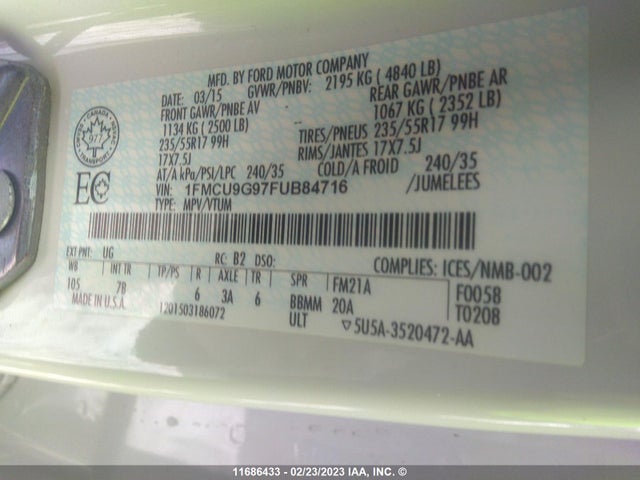 MFD. BY FORD MOTOR COMPANY
DATE: 03/15 GVWR/PNBV: 2195 KG ( 4840 LB)
FRONT GAWR/PNBE AV REAR GAWR/PNBE AR
1134 KG ( 2500 LB) 1067 KG ( 2352 LB)
235/55R17 99H TIRES/PNEUS 235/55R17 99H
17X7.5J RIMS/JANTES 17X7.5J
AT/A kPa/PSI/LPC 240/35 COLD/A FROID 240/35
VIN: 1FMCU9G97FUB84716 /JUMELEES
TYPE: MPV/VTUM
CANADA
TRANSPORT
EC
EXT PNT: UG RC: B2 DSO: COMPLIES: ICES/NMB-002
WB INT TR TP/PS R AXLE TR SPR FM21A F0058
105 7B 6 3A 6 BBMM 20A T0208
MADE IN U.S.A. 1201503186072 ULT ▽5U5A-3520472-AA
11686433 - 02/23/2023 IAA, INC. ©